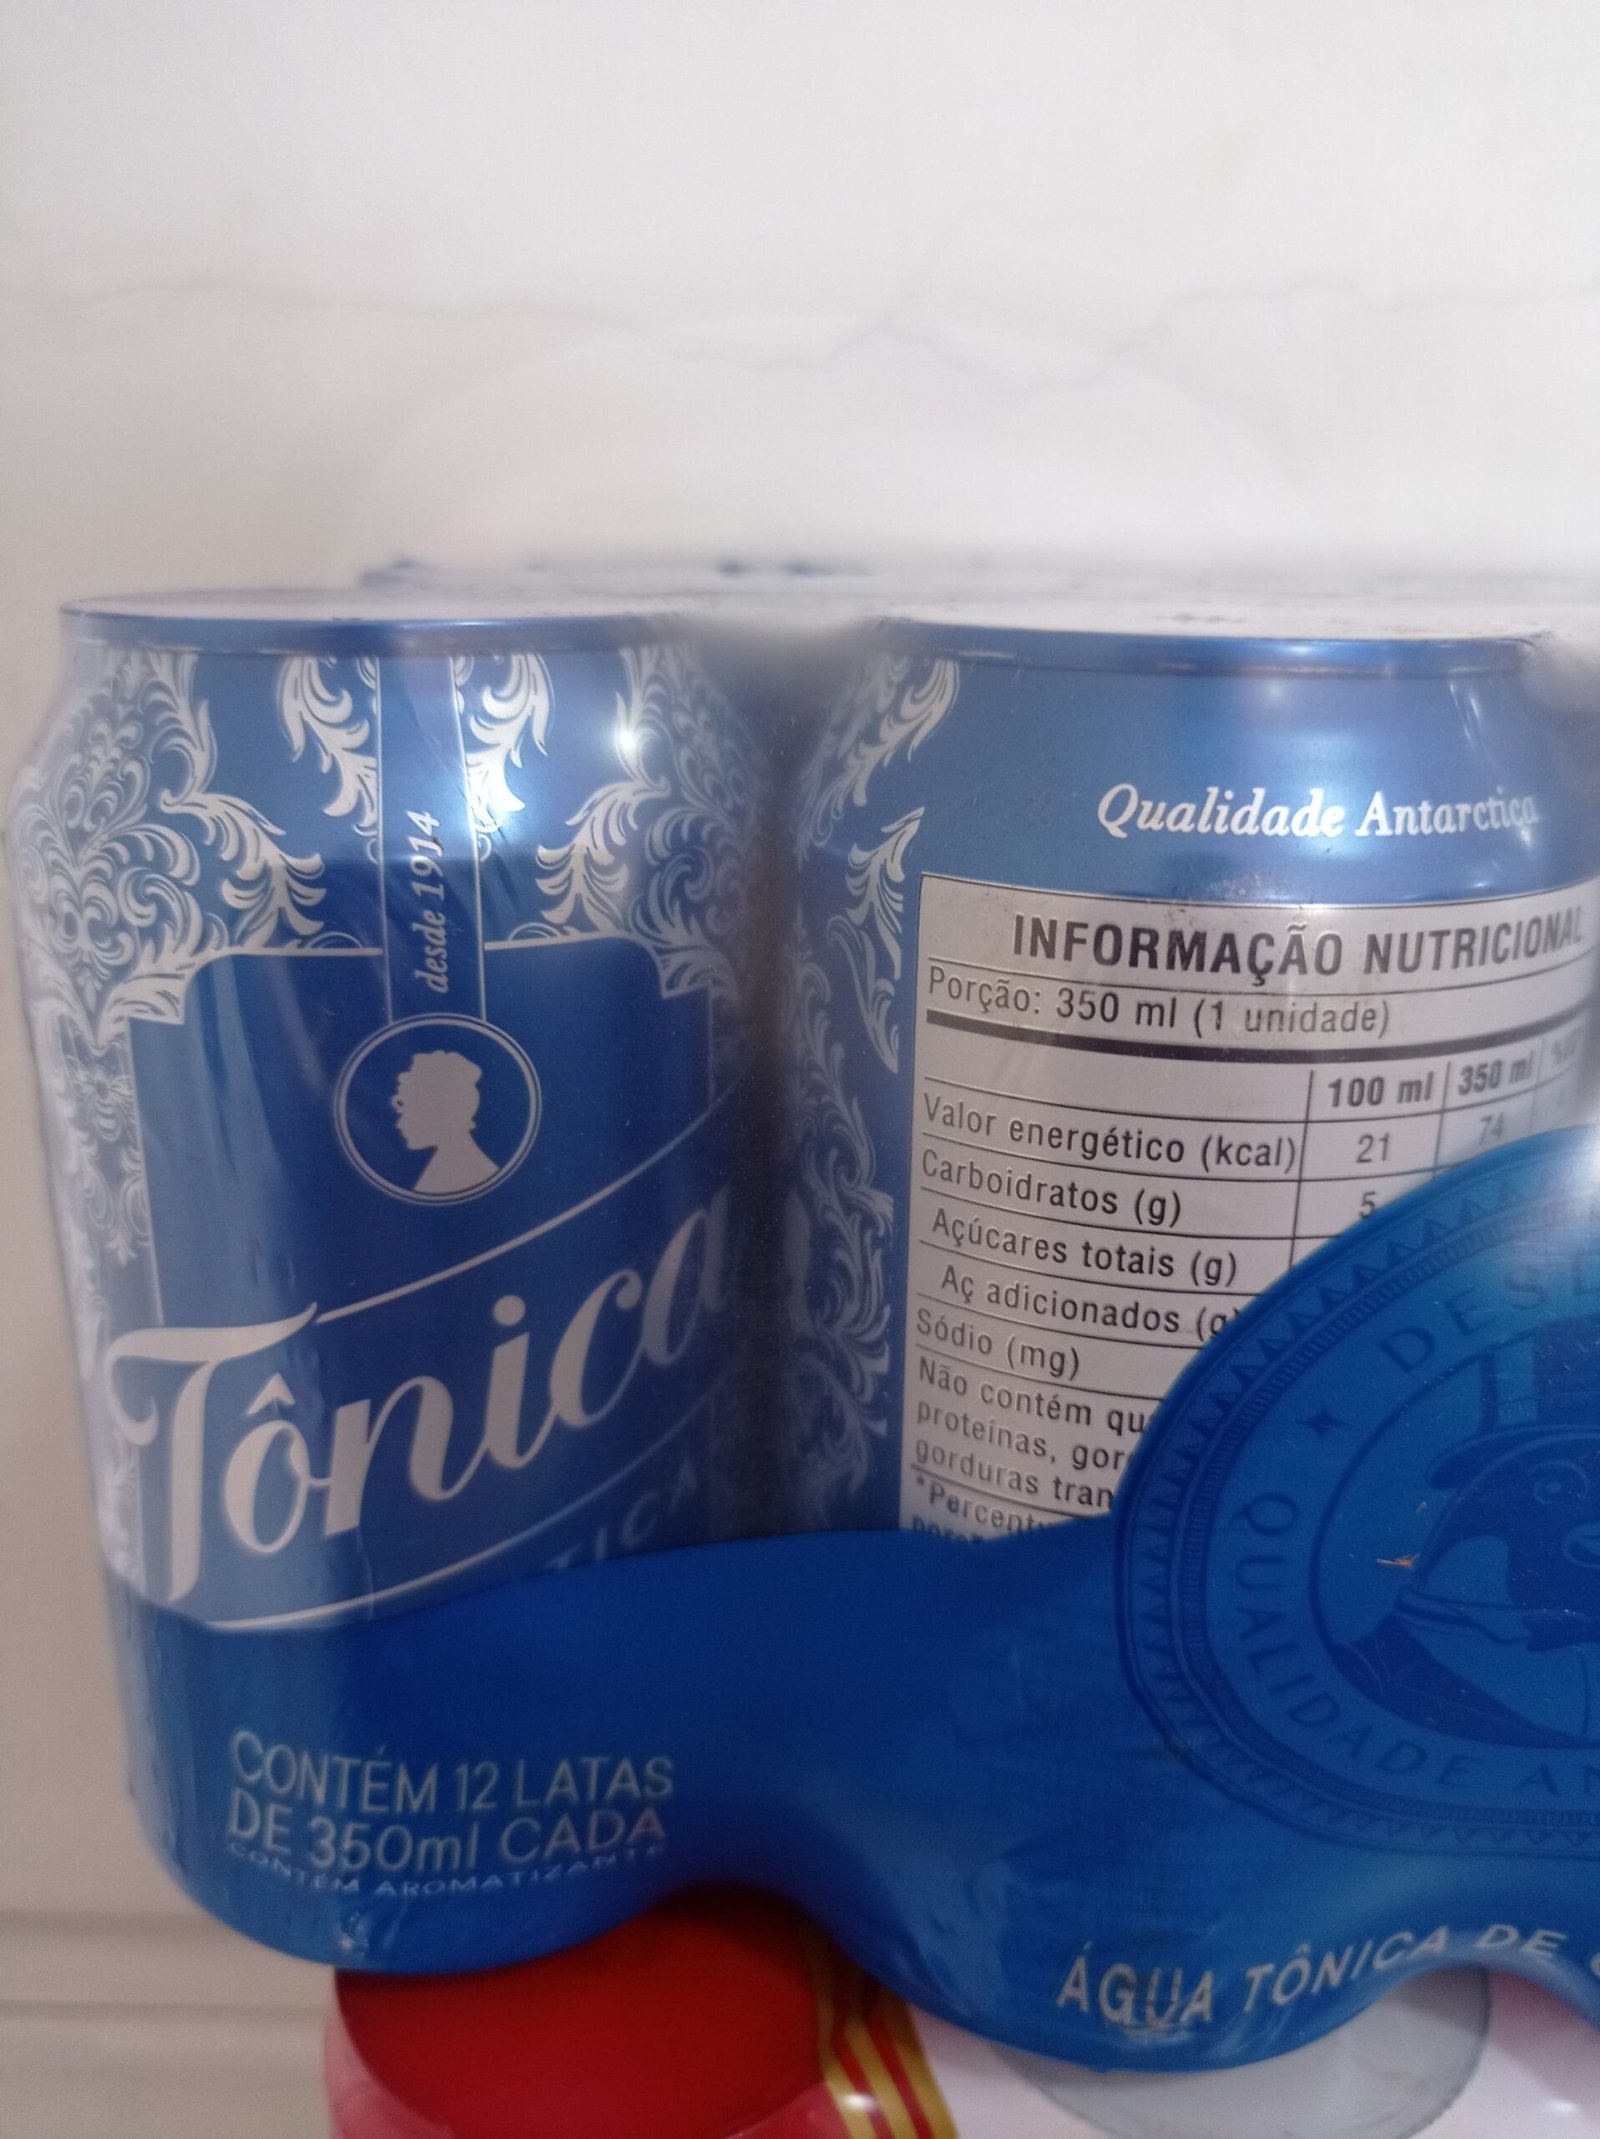 desde 1914
Tônica
CONTÉM 12 LATAS
DE 350ml CADA
CONTÉM AROMATIZANTE
Qualidade Antarctica
INFORMAÇÃO NUTRICIONAL
Porção: 350 ml (1 unidade)
100 ml 350 ml
Valor energético (kcal) 21 74
Carboidratos (g) 5
Açúcares totais (g)
Aç adicionados (g)
Sódio (mg)
Não contém
proteínas,
gorduras
QUALIDADE
ÁGUA TÔNICA DE